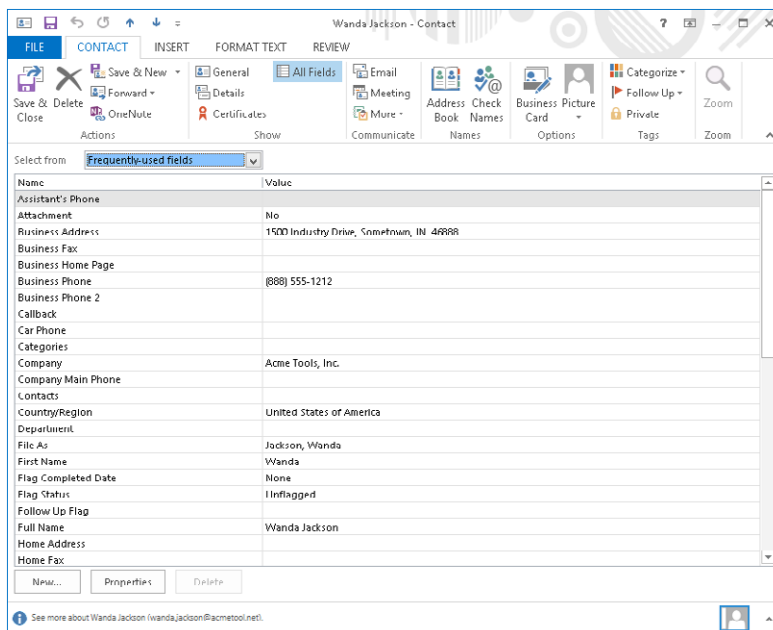 Wanda Jackson - Contact
?
FILE CONTACT INSERT FORMAT TEXT REVIEW
Save & Close
Delete
Save & New
Forward
OneNote
Actions
General
Details
Certificates
All Fields
Show
Email
Meeting
More
Communicate
Address Book
Check Names
Names
Business Card
Picture
Options
Categorize
Follow Up
Private
Tags
Zoom
Zoom
Select from Frequently-used fields
Name Value
Assistant's Phone
Attachment No
Business Address 1500 Industry Drive, Sometown, IN 46888
Business Fax
Business Home Page
Business Phone (888) 555-1212
Business Phone 2
Callback
Car Phone
Categories
Company Acme Tools, Inc.
Company Main Phone
Contacts
Country/Region United States of America
Department
File As Jackson, Wanda
First Name Wanda
Flag Completed Date None
Flag Status Unflagged
Follow Up Flag
Full Name Wanda Jackson
Home Address
Home Fax
New... Properties Delete
See more about Wanda Jackson (wanda.jackson@acmetool.net).